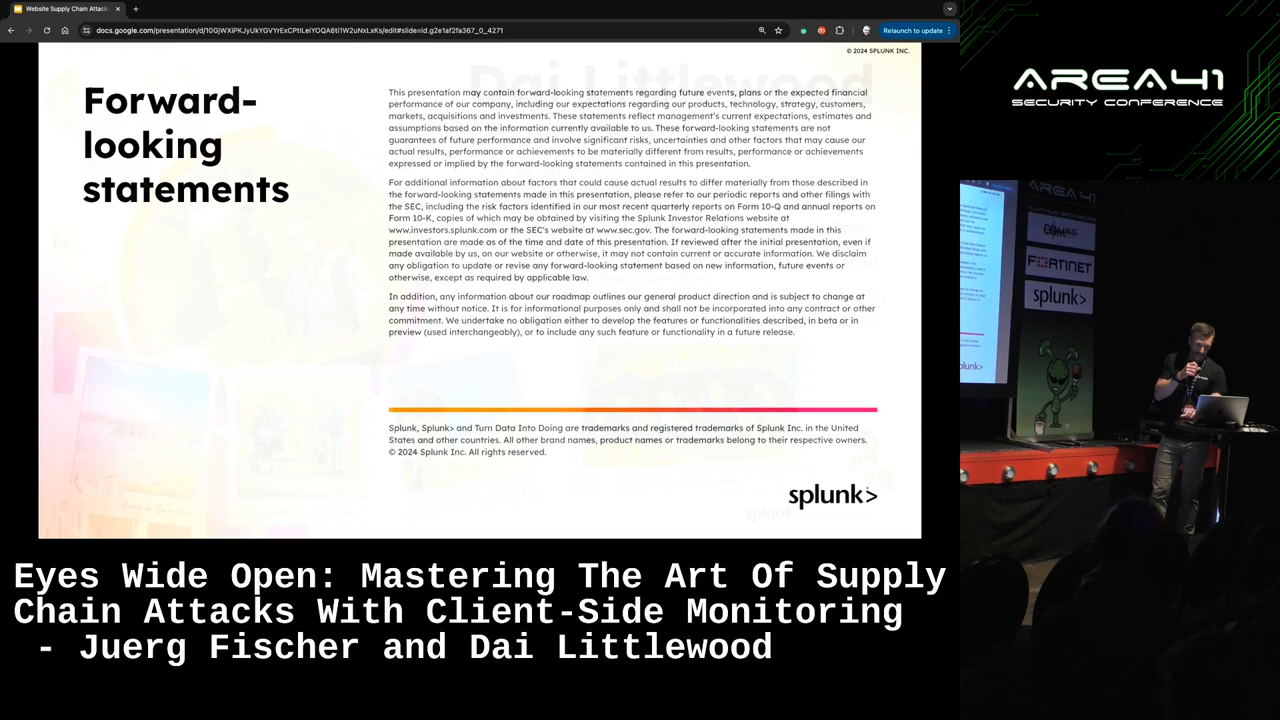 Website Supply Chain Attack
docs.google.com/presentation/d/10GjWXiPKJyUkYGVYrExCPtlLeiYOQA6ti1W2uNxLxKs/edit#slide=id.g2e1af2fa367_0_4271
Relaunch to update
© 2024 SPLUNK INC.
Dai Littlewood
Forward-
looking
statements
This presentation may contain forward-looking statements regarding future events, plans or the expected financial
performance of our company, including our expectations regarding our products, technology, strategy, customers,
markets, acquisitions and investments. These statements reflect management's current expectations, estimates and
assumptions based on the information currently available to us. These forward-looking statements are not
guarantees of future performance and involve significant risks, uncertainties and other factors that may cause our
actual results, performance or achievements to be materially different from results, performance or achievements
expressed or implied by the forward-looking statements contained in this presentation.
For additional information about factors that could cause actual results to differ materially from those described in
the forward-looking statements made in this presentation, please refer to our periodic reports and other filings with
the SEC, including the risk factors identified in our most recent quarterly reports on Form 10-Q and annual reports on
Form 10-K, copies of which may be obtained by visiting the Splunk Investor Relations website at
www.investors.splunk.com or the SEC's website at www.sec.gov. The forward-looking statements made in this
presentation are made as of the time and date of this presentation. If reviewed after the initial presentation, even if
made available by us, on our website or otherwise, it may not contain current or accurate information. We disclaim
any obligation to update or revise any forward-looking statement based on new information, future events or
otherwise, except as required by applicable law.
In addition, any information about our roadmap outlines our general product direction and is subject to change at
any time without notice. It is for informational purposes only and shall not be incorporated into any contract or other
commitment. We undertake no obligation either to develop the features or functionalities described, in beta or in
preview (used interchangeably), or to include any such feature or functionality in a future release.
Splunk, Splunk> and Turn Data Into Doing are trademarks and registered trademarks of Splunk Inc. in the United
States and other countries. All other brand names, product names or trademarks belong to their respective owners.
© 2024 Splunk Inc. All rights reserved.
splunk>
Eyes Wide Open: Mastering The Art Of Supply
Chain Attacks With Client-Side Monitoring
- Juerg Fischer and Dai Littlewood
AREA41
SECURITY CONFERENCE
AREA 41
PLATINUM SPONSORS
COMPASS
FORTINET
splunk>